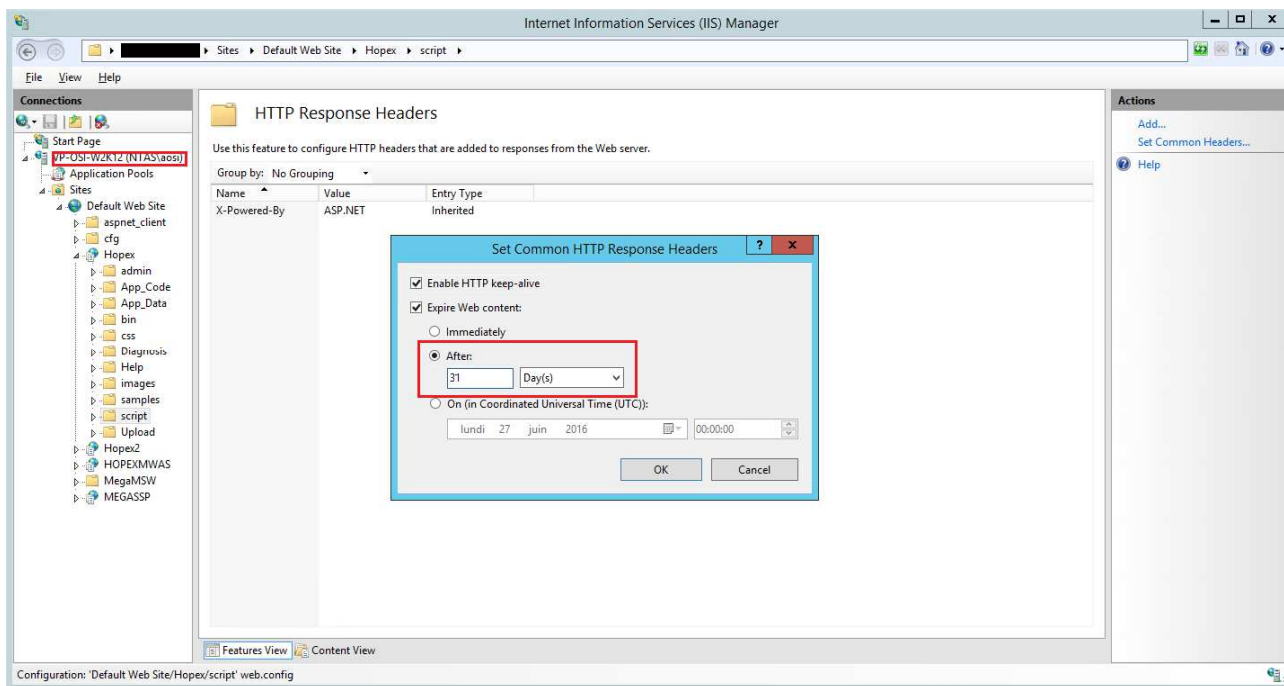 Internet Information Services (IIS) Manager
Sites Default Web Site Hopex script
File View Help
Connections
Start Page
VP-OSI-W2K12 (NTAS\aosi)
Application Pools
Sites
Default Web Site
aspnet_client
cfg
Hopex
admin
App_Code
App_Data
bin
css
Diagnosis
Help
images
samples
script
Upload
Hopex2
HOPEXMWAS
MegaMSW
MEGASSP
HTTP Response Headers
Use this feature to configure HTTP headers that are added to responses from the Web server.
Group by: No Grouping
Name Value Entry Type
X-Powered-By ASP.NET Inherited
Set Common HTTP Response Headers ? x
Enable HTTP keep-alive
Expire Web content:
Immediately
After:
31 Day(s)
On (in Coordinated Universal Time (UTC)):
lundi 27 juin 2016 00:00:00
OK Cancel
Features View Content View
Actions
Add...
Set Common Headers...
Help
Configuration: 'Default Web Site/Hopex/script' web.config